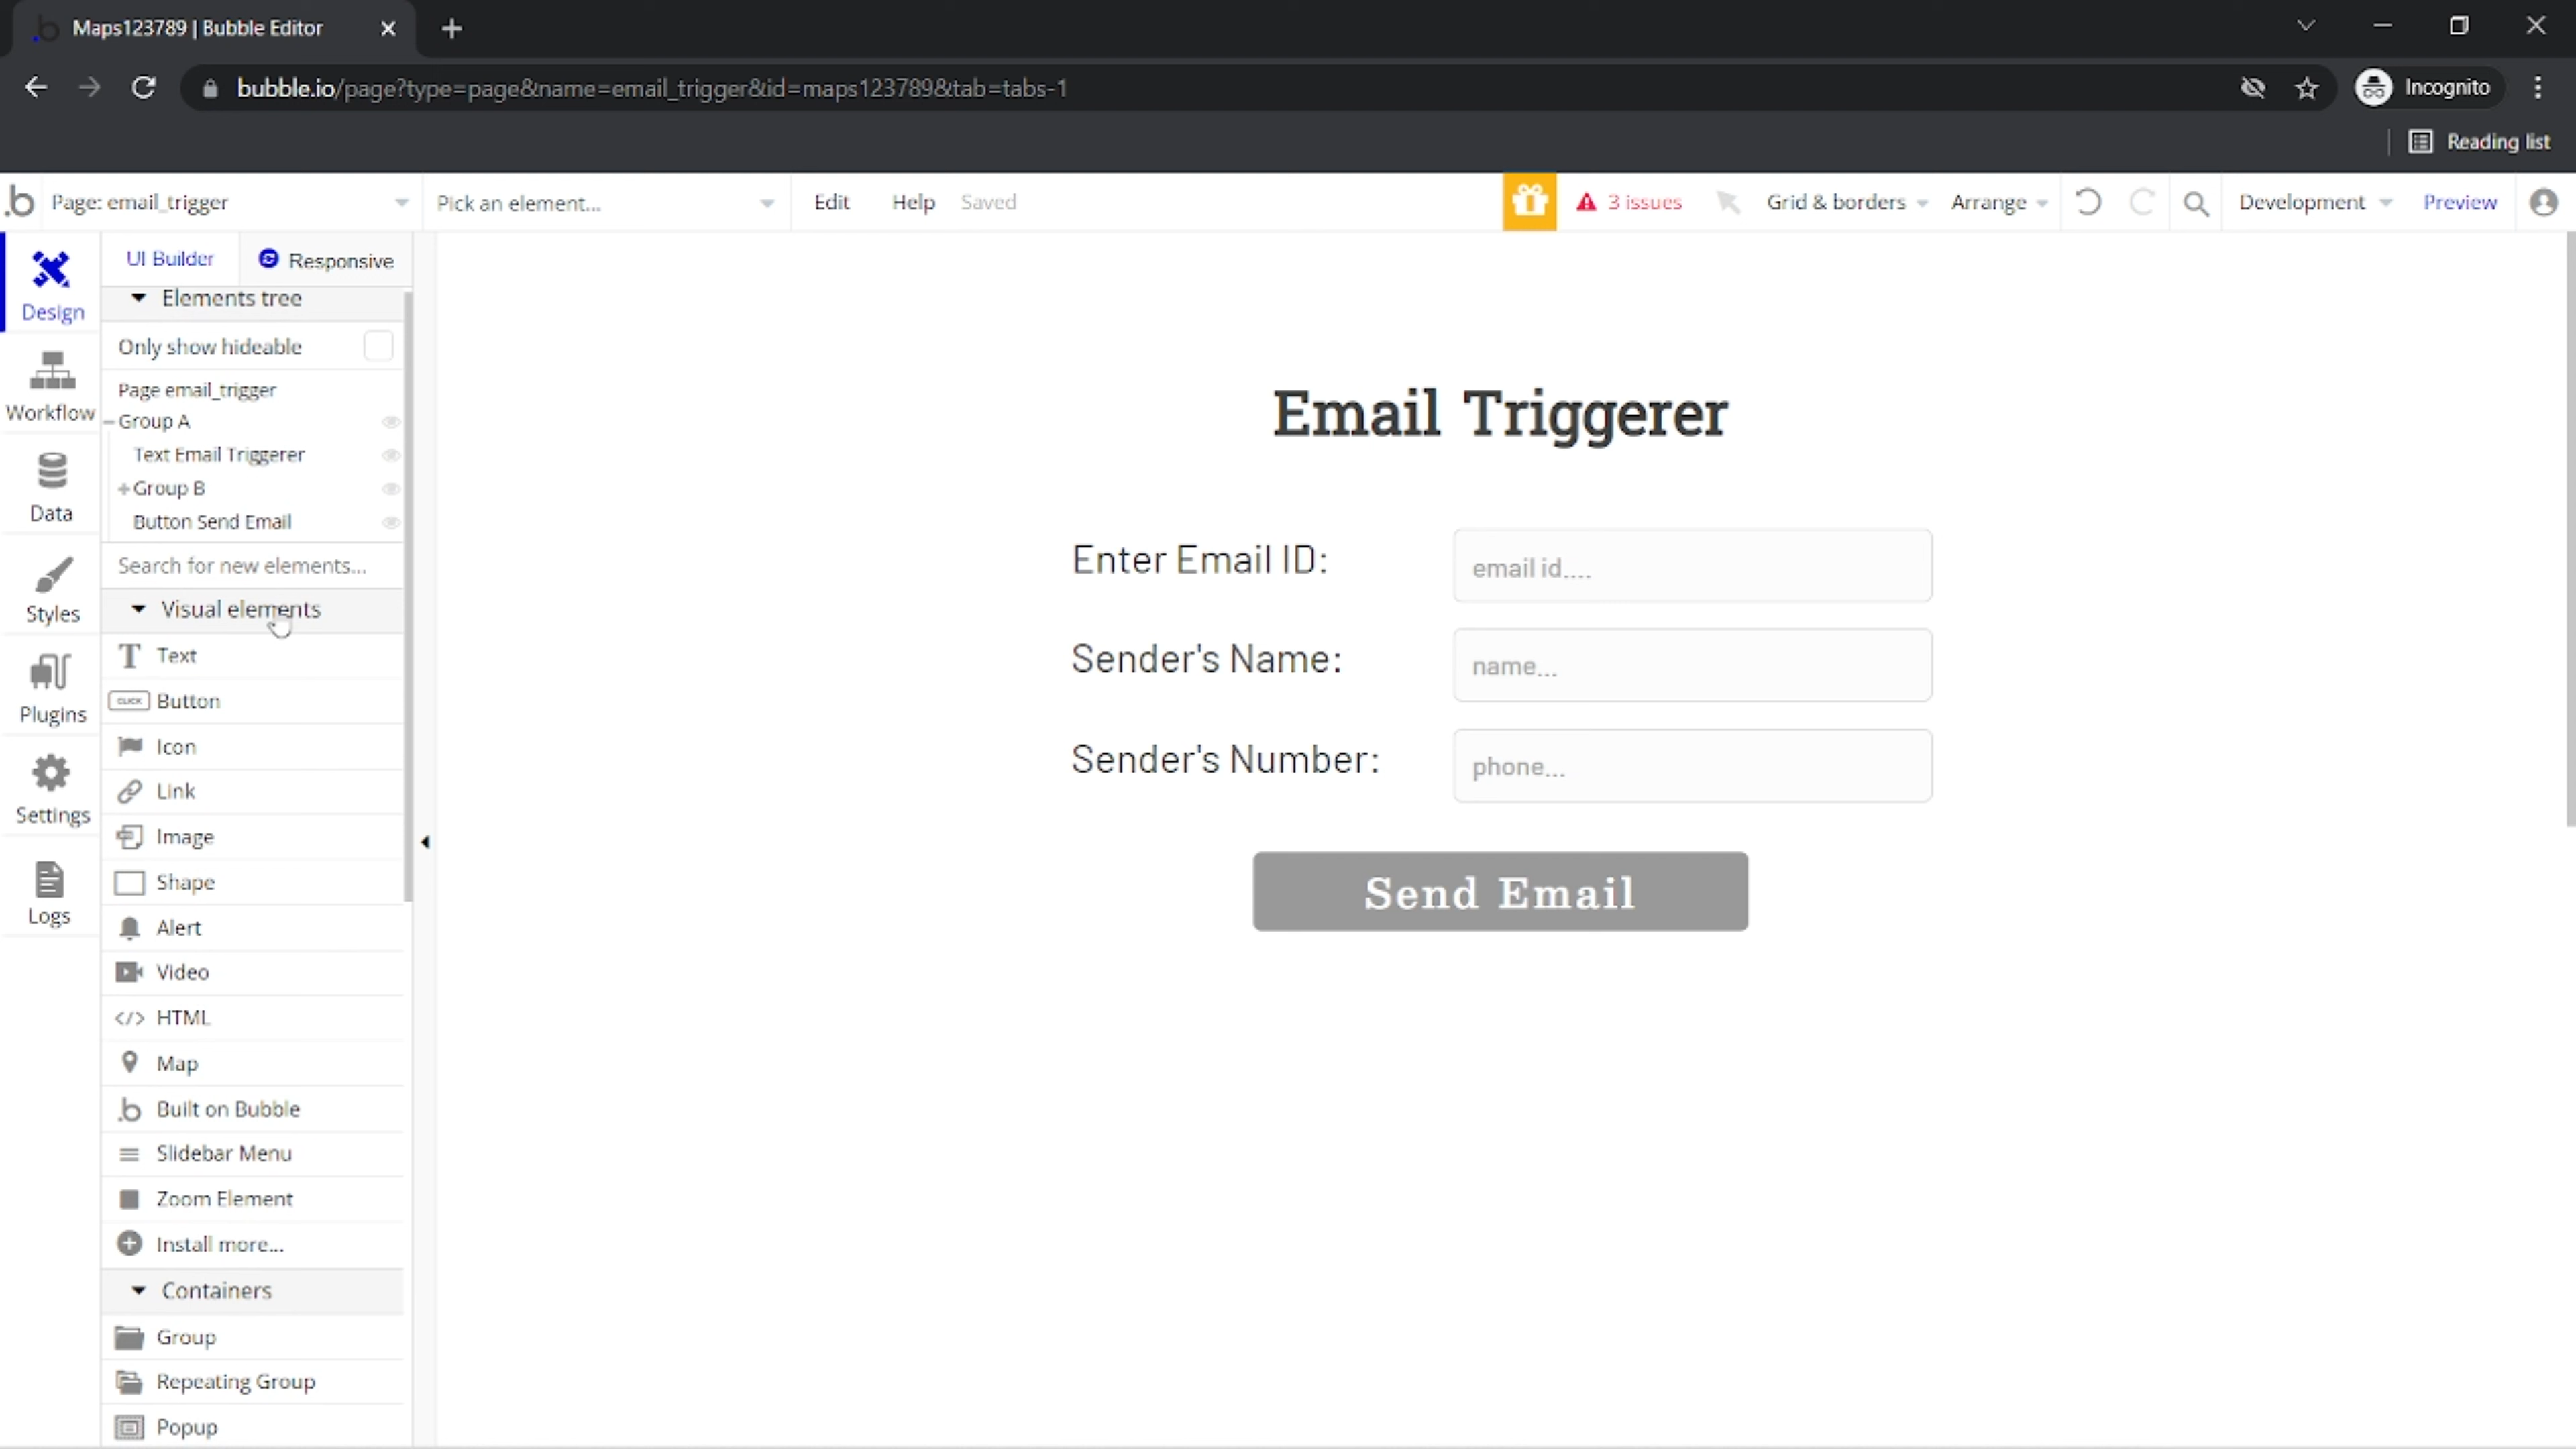 Maps123789 | Bubble Editor
bubble.io/page?type=page&name=email_trigger&id=maps123789&tab=tabs-1
Incognito
Reading list
.b Page: email_trigger
Pick an element...
Edit Help Saved
3 issues
Grid & borders
Arrange
Development
Preview
Design
Workflow
Data
Styles
Plugins
Settings
Logs
UI Builder
Responsive
Elements tree
Only show hideable
Page email_trigger
Group A
Text Email Triggerer
+Group B
Button Send Email
Search for new elements...
Visual elements
T Text
CLICK Button
Icon
Link
Image
Shape
Alert
Video
</> HTML
Map
.b Built on Bubble
Slidebar Menu
Zoom Element
Install more...
Containers
Group
Repeating Group
Popup
Email Triggerer
Enter Email ID:
email id....
Sender's Name:
name...
Sender's Number:
phone...
Send Email